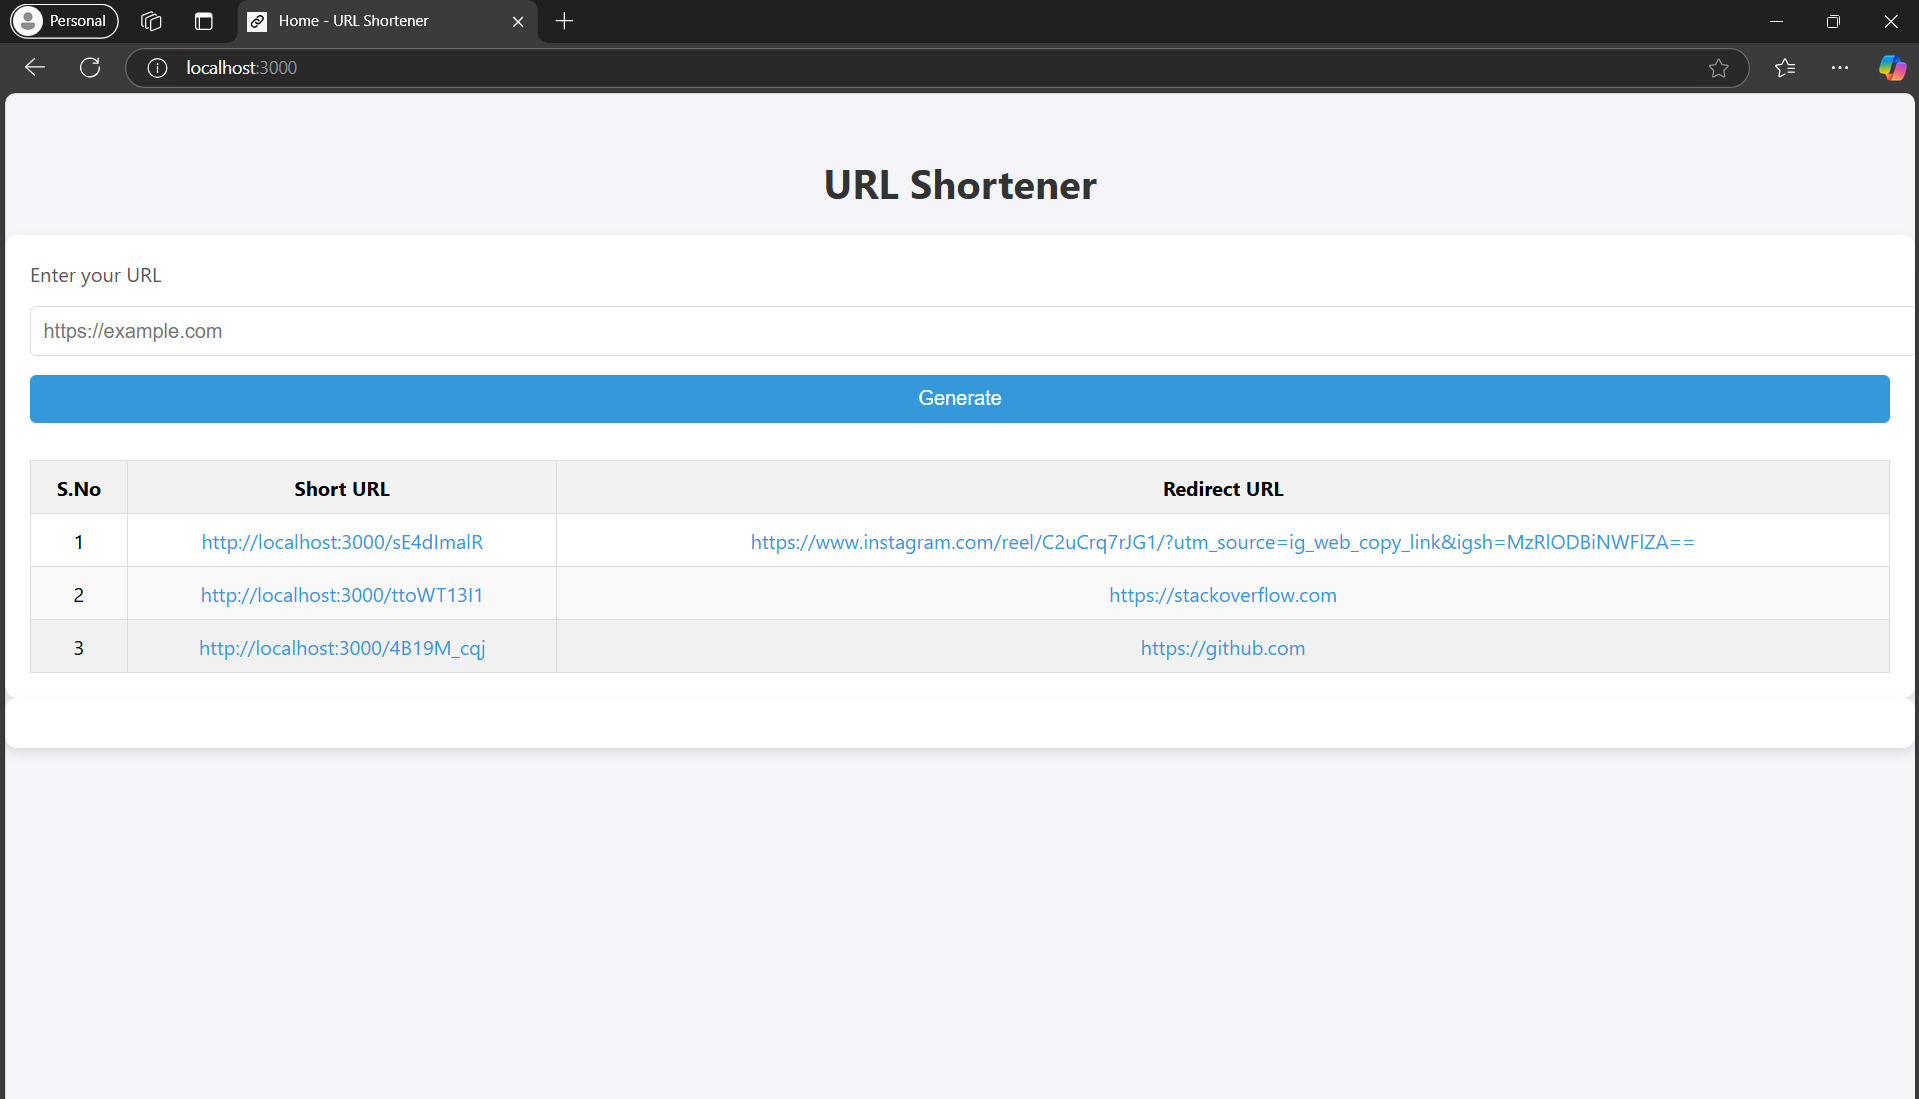 Personal
Home - URL Shortener
localhost:3000
URL Shortener
Enter your URL
https://example.com
Generate
S.No Short URL Redirect URL
1 http://localhost:3000/sE4dImalR https://www.instagram.com/reel/C2uCrq7rJG1/?utm_source=ig_web_copy_link&igsh=MzRlODBiNWFlZA==
2 http://localhost:3000/ttoWT13I1 https://stackoverflow.com
3 http://localhost:3000/4B19M_cqj https://github.com